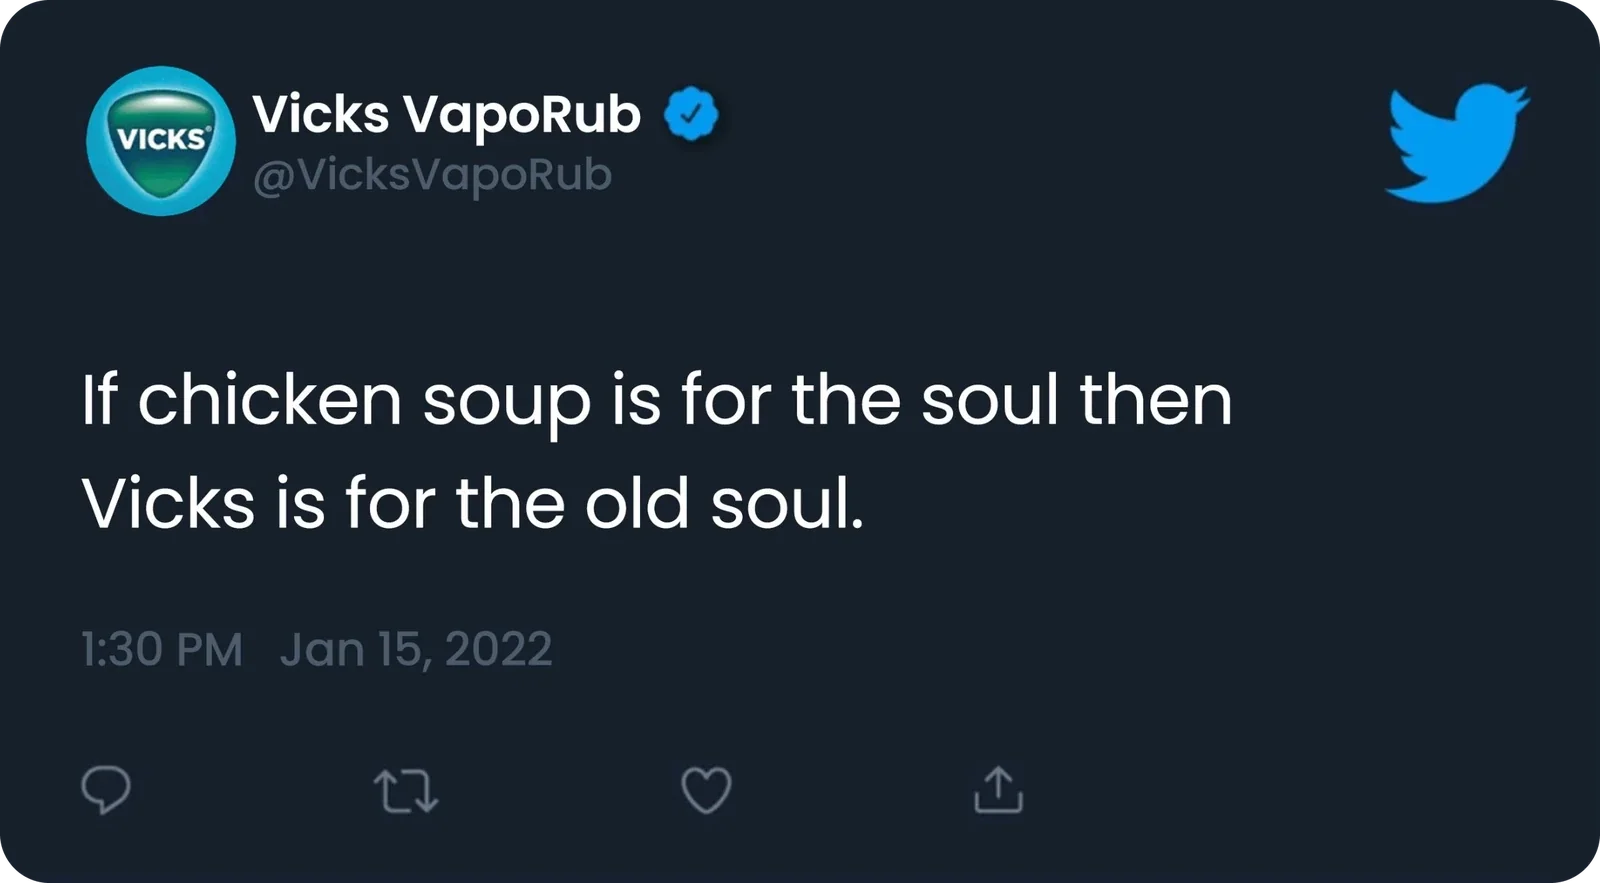 VICKS®
Vicks VapoRub
@VicksVapoRub
If chicken soup is for the soul then
Vicks is for the old soul.
1:30 PM Jan 15, 2022